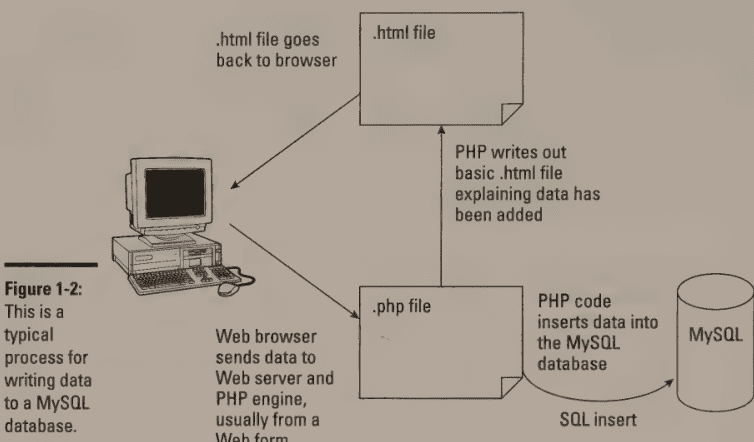 .html file goes
back to browser
.html file
PHP writes out
basic .html file
explaining data has
been added
Figure 1-2:
This is a
typical
process for
writing data
to a MySQL
database.
Web browser
sends data to
Web server and
PHP engine,
usually from a
Web form
.php file
PHP code
inserts data into
the MySQL
database
SQL insert
MySQL